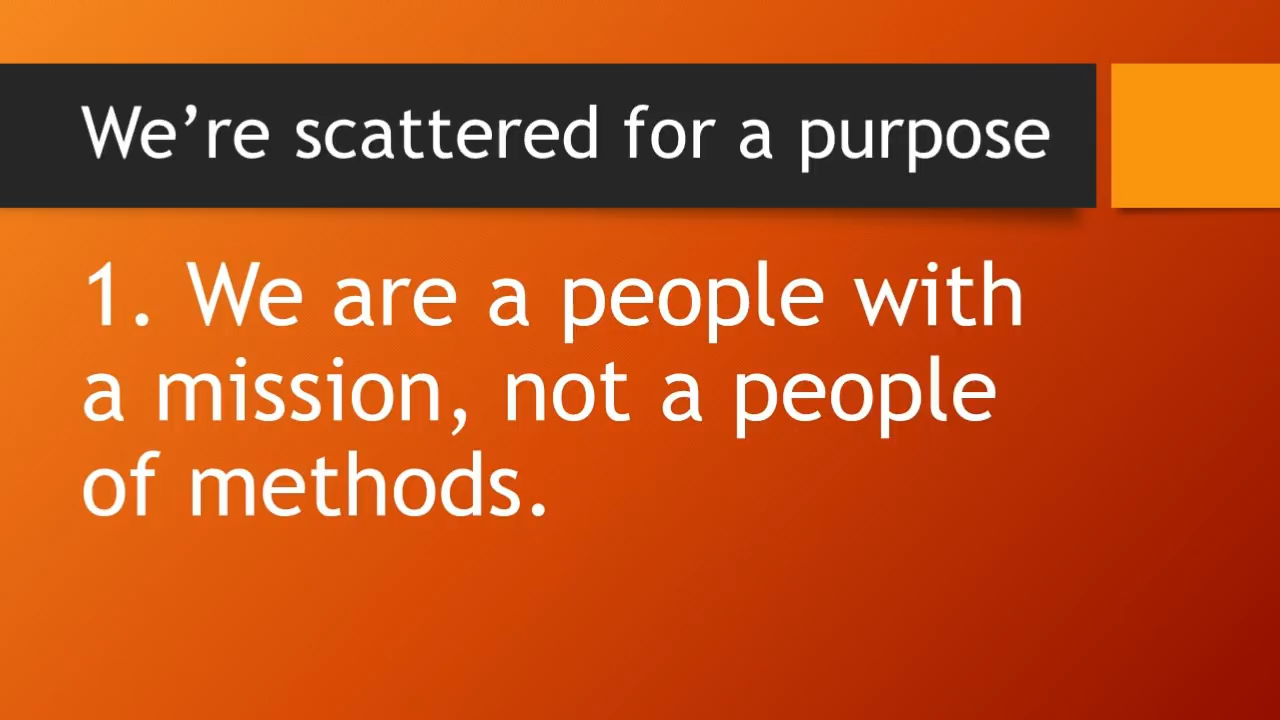 We’re scattered for a purpose
1. We are a people with
a mission, not a people
of methods.